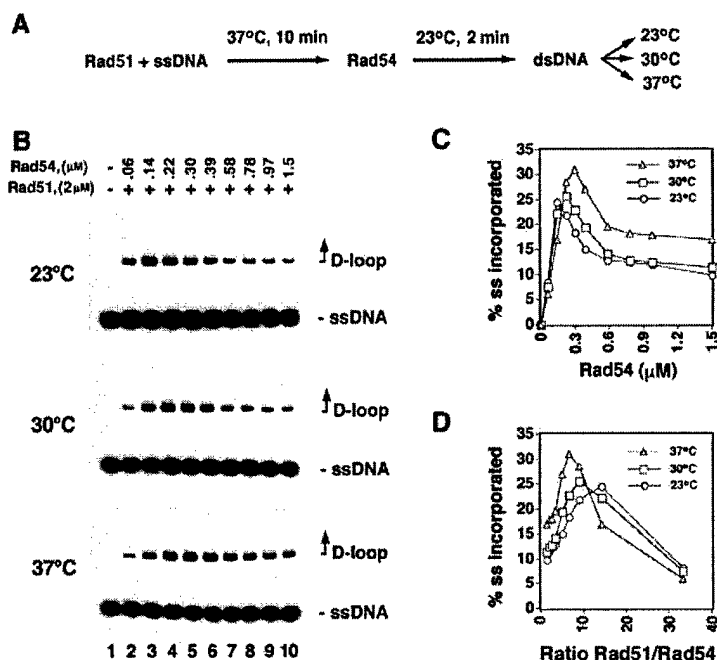 A
Rad51 + ssDNA
37°C, 10 min
Rad54
23°C, 2 min
dsDNA
23°C
30°C
37°C
B
Rad54,(μM) - .06 .14 .22 .30 .39 .58 .78 .97 1.5
Rad51,(2μM) - + + + + + + + + +
23°C
D-loop
- ssDNA
30°C
D-loop
- ssDNA
37°C
D-loop
- ssDNA
1 2 3 4 5 6 7 8 9 10
C
% ss incorporated
35
30
25
20
15
10
5
0
37°C
30°C
23°C
0 0.3 0.6 0.9 1.2 1.5
Rad54 (μM)
D
% ss incorporated
35
30
25
20
15
10
5
0
37°C
30°C
23°C
0 10 20 30 40
Ratio Rad51/Rad54